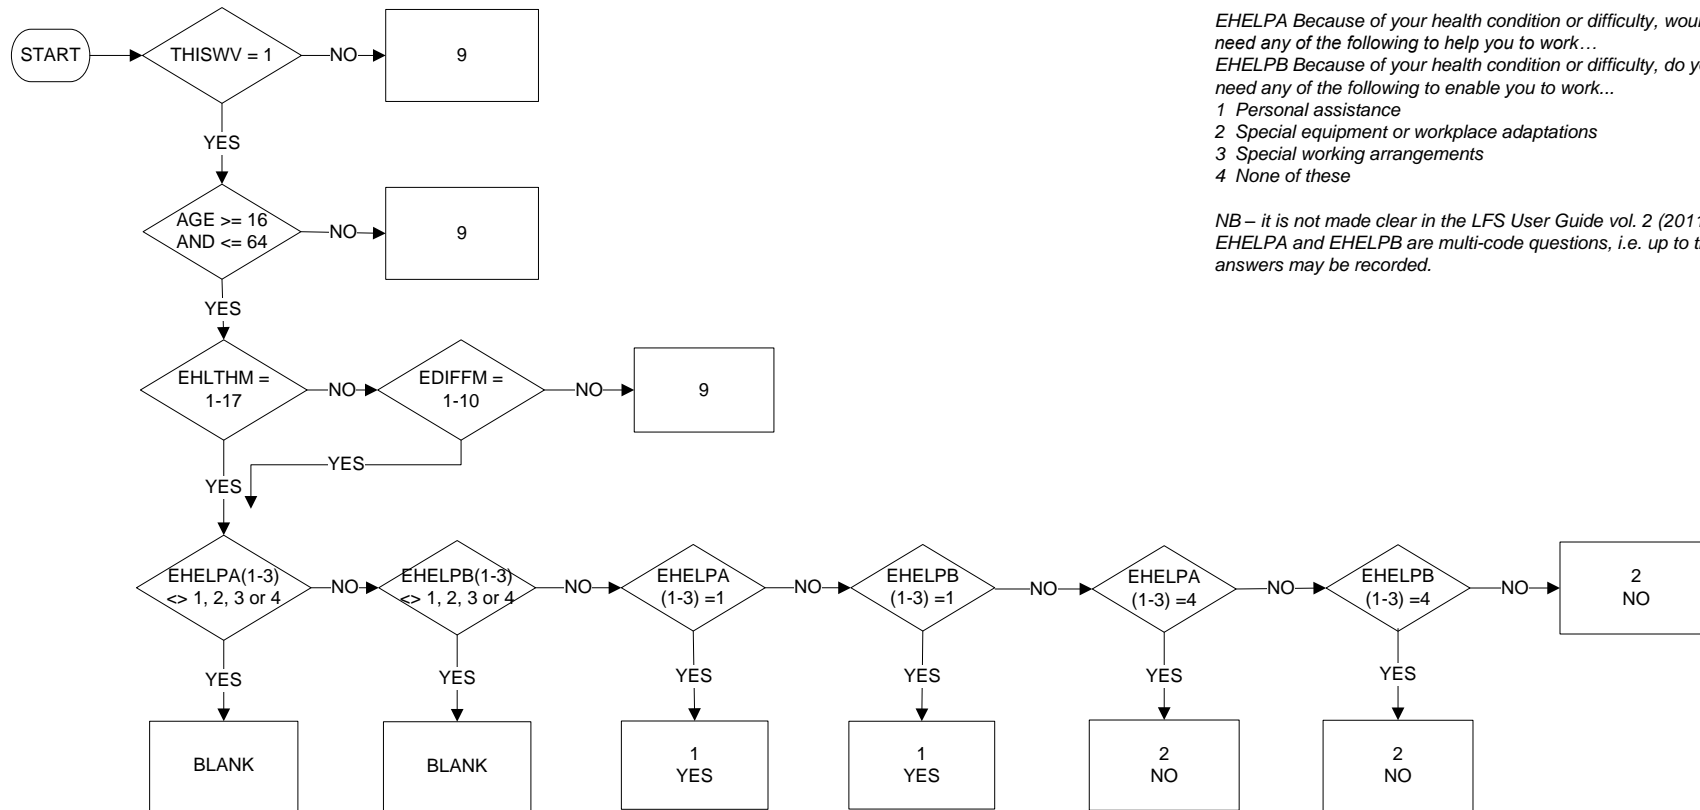 START
THISWV = 1
NO
9
YES
AGE >= 16
AND <= 64
NO
9
YES
EHLTHM =
1-17
NO
EDIFFM =
1-10
NO
9
YES
YES
EHELPA(1-3)
<> 1, 2, 3 or 4
NO
EHELPB(1-3)
<> 1, 2, 3 or 4
NO
EHELPA
(1-3) =1
NO
EHELPB
(1-3) =1
NO
EHELPA
(1-3) =4
NO
EHELPB
(1-3) =4
NO
2
NO
YES
YES
YES
YES
YES
YES
BLANK
BLANK
1
YES
1
YES
2
NO
2
NO
EHELPA Because of your health condition or difficulty,
need any of the following to help you to work…
EHELPB Because of your health condition or difficulty, do
need any of the following to enable you to work...
1 Personal assistance
2 Special equipment or workplace adaptations
3 Special working arrangements
4 None of these
NB – it is not made clear in the LFS User Guide vol. 2
EHELPA and EHELPB are multi-code questions, i.e. up to
answers may be recorded.